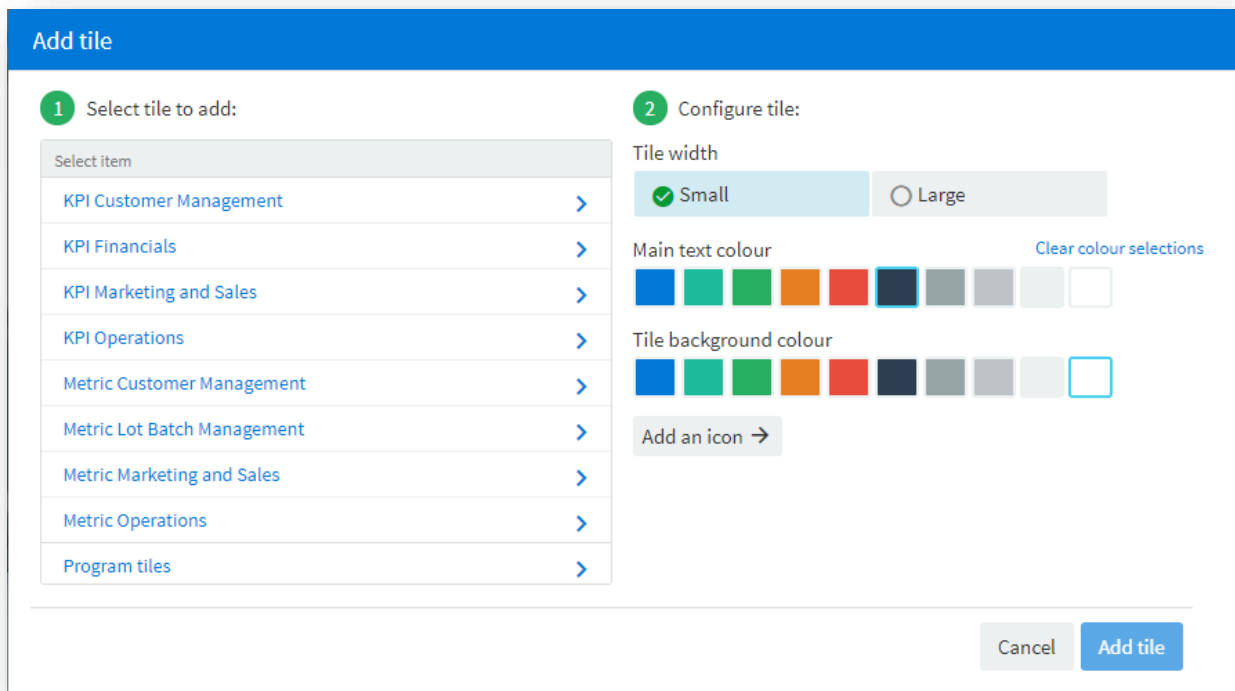 Add tile
1 Select tile to add:
Select item
KPI Customer Management
KPI Financials
KPI Marketing and Sales
KPI Operations
Metric Customer Management
Metric Lot Batch Management
Metric Marketing and Sales
Metric Operations
Program tiles
2 Configure tile:
Tile width
Small Large
Main text colour Clear colour selections
Tile background colour
Add an icon →
Cancel Add tile